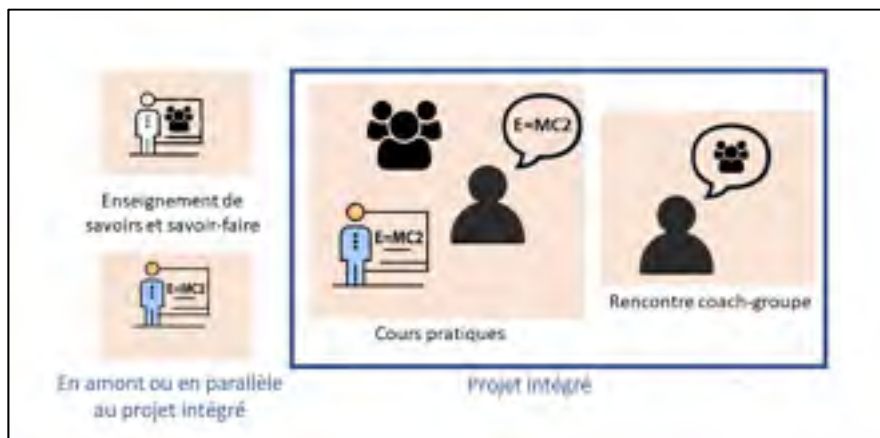 Enseignement de
savoirs et savoir-faire
E=MC2
En amont ou en parallèle
au projet intégré
E=MC2
E=MC2
Cours pratiques
Rencontre coach-groupe
Projet intégré